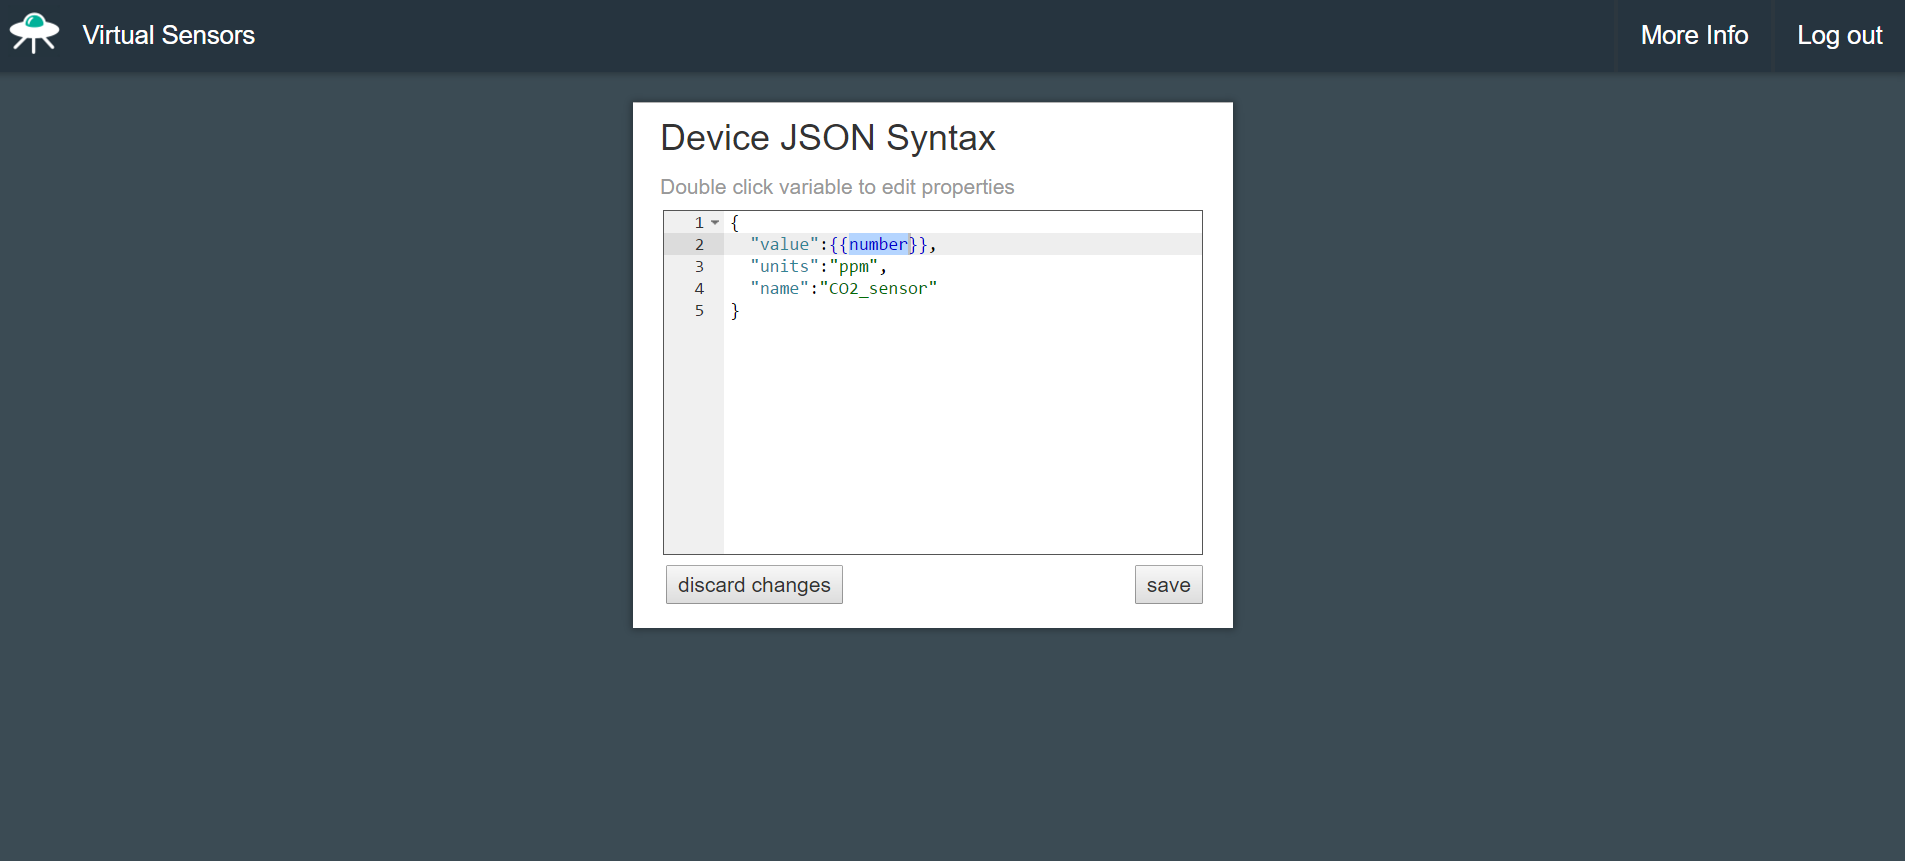 Virtual Sensors
More Info
Log out
Device JSON Syntax
Double click variable to edit properties
1 {
2 "value":{{number}},
3 "units":"ppm",
4 "name":"CO2_sensor"
5 }
discard changes
save